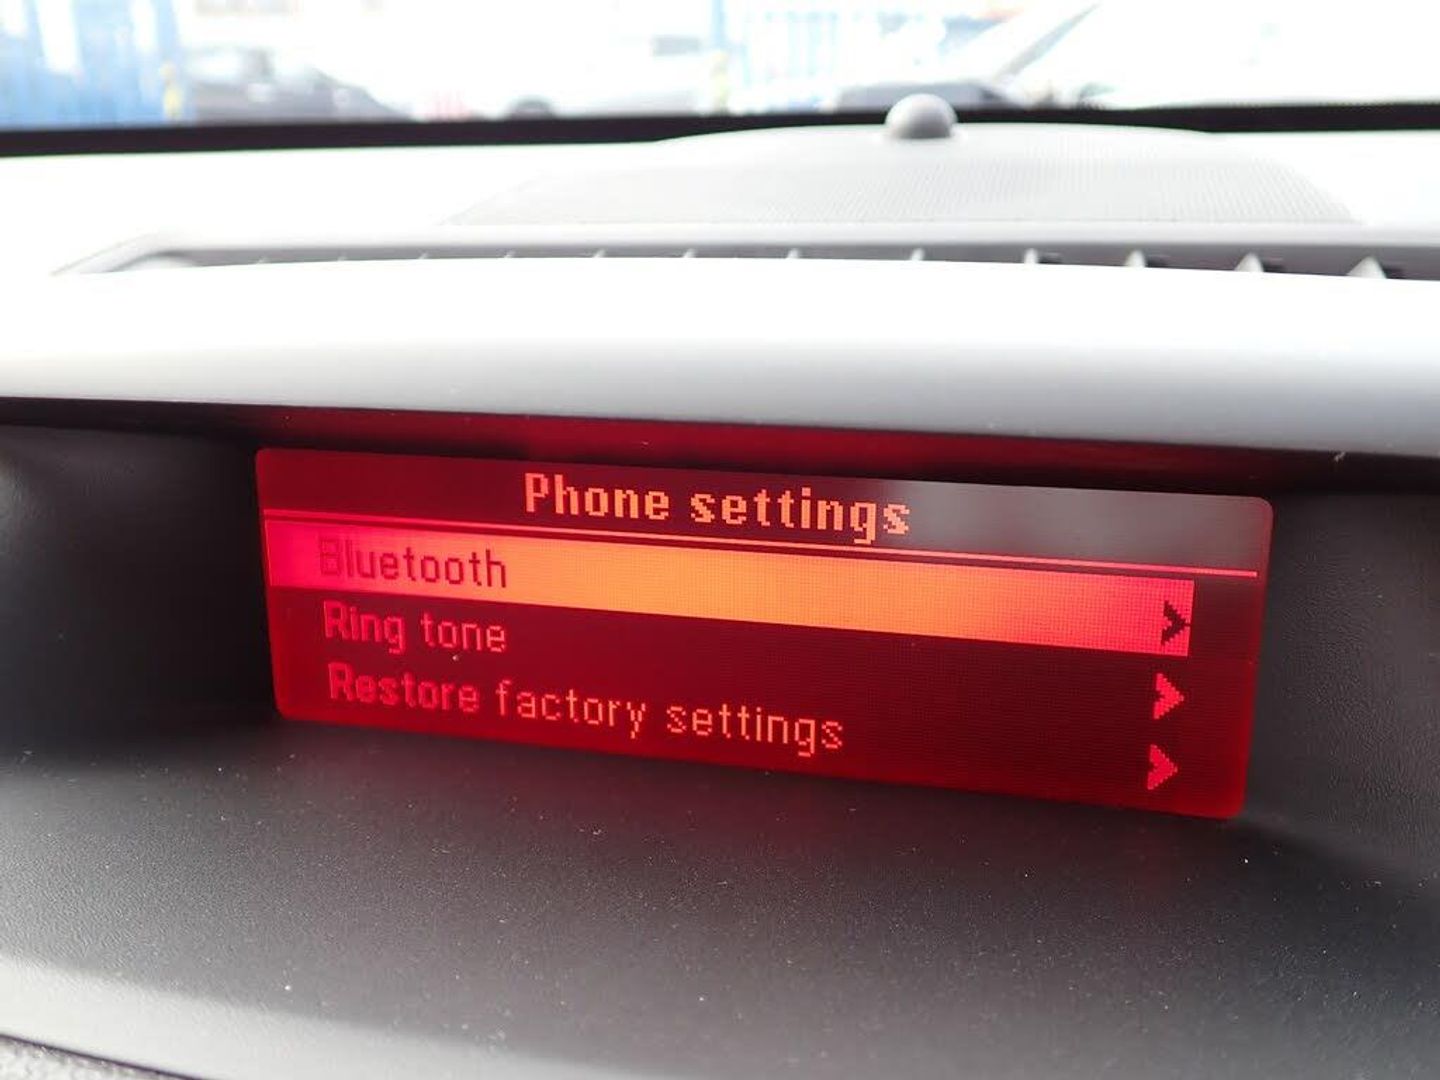 Phone settings
Bluetooth
Ring tone
Restore factory settings